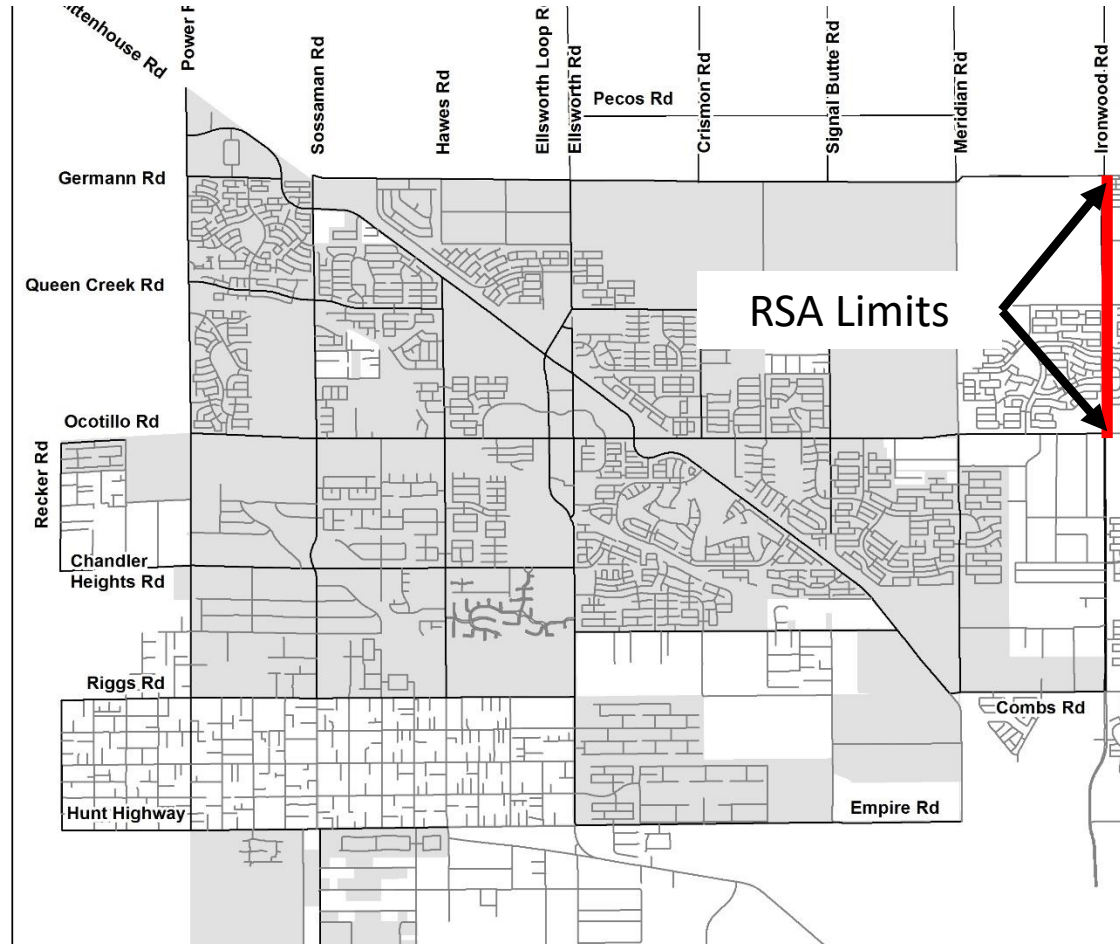 ittenhouse Rd
Power R
Sossaman Rd
Hawes Rd
Ellsworth Loop R
Ellsworth Rd
Pecos Rd
Crismon Rd
Signal Butte Rd
Meridian Rd
Ironwood Rd
Germann Rd
Queen Creek Rd
RSA Limits
Ocotillo Rd
Recker Rd
Chandler
Heights Rd
Riggs Rd
Combs Rd
Hunt Highway
Empire Rd